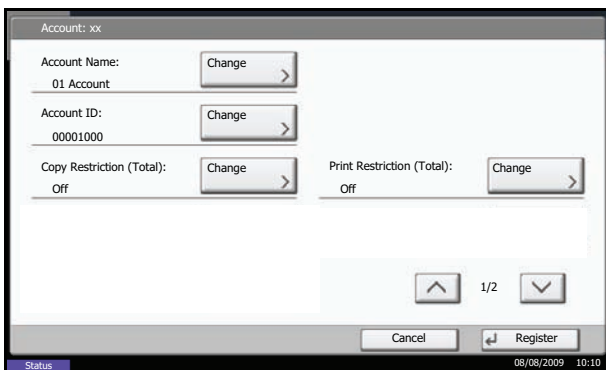 Account: xx
Account Name:
01 Account
Change
Account ID:
00001000
Change
Copy Restriction (Total):
Off
Change
Print Restriction (Total):
Off
Change
1/2
Cancel
Register
Status
08/08/2009 10:10